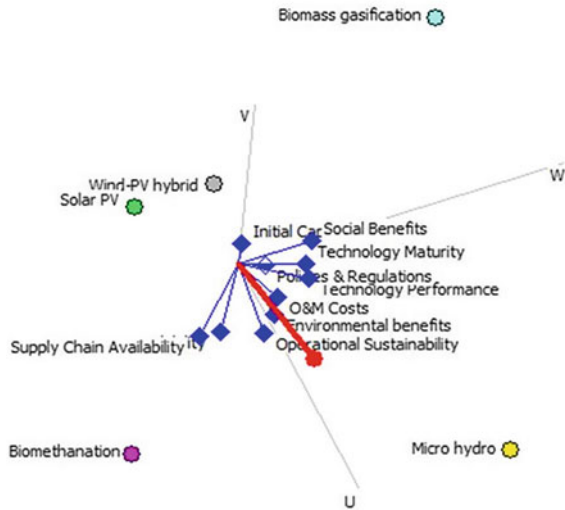 Biomass gasification
V
W
Wind-PV hybrid
Solar PV
Initial Social Benefits
Technology Maturity
Policies & Regulations
Technology Performance
O&M Costs
Environmental benefits
Supply Chain Availability
Operational Sustainability
Biomethanation
Micro hydro
U